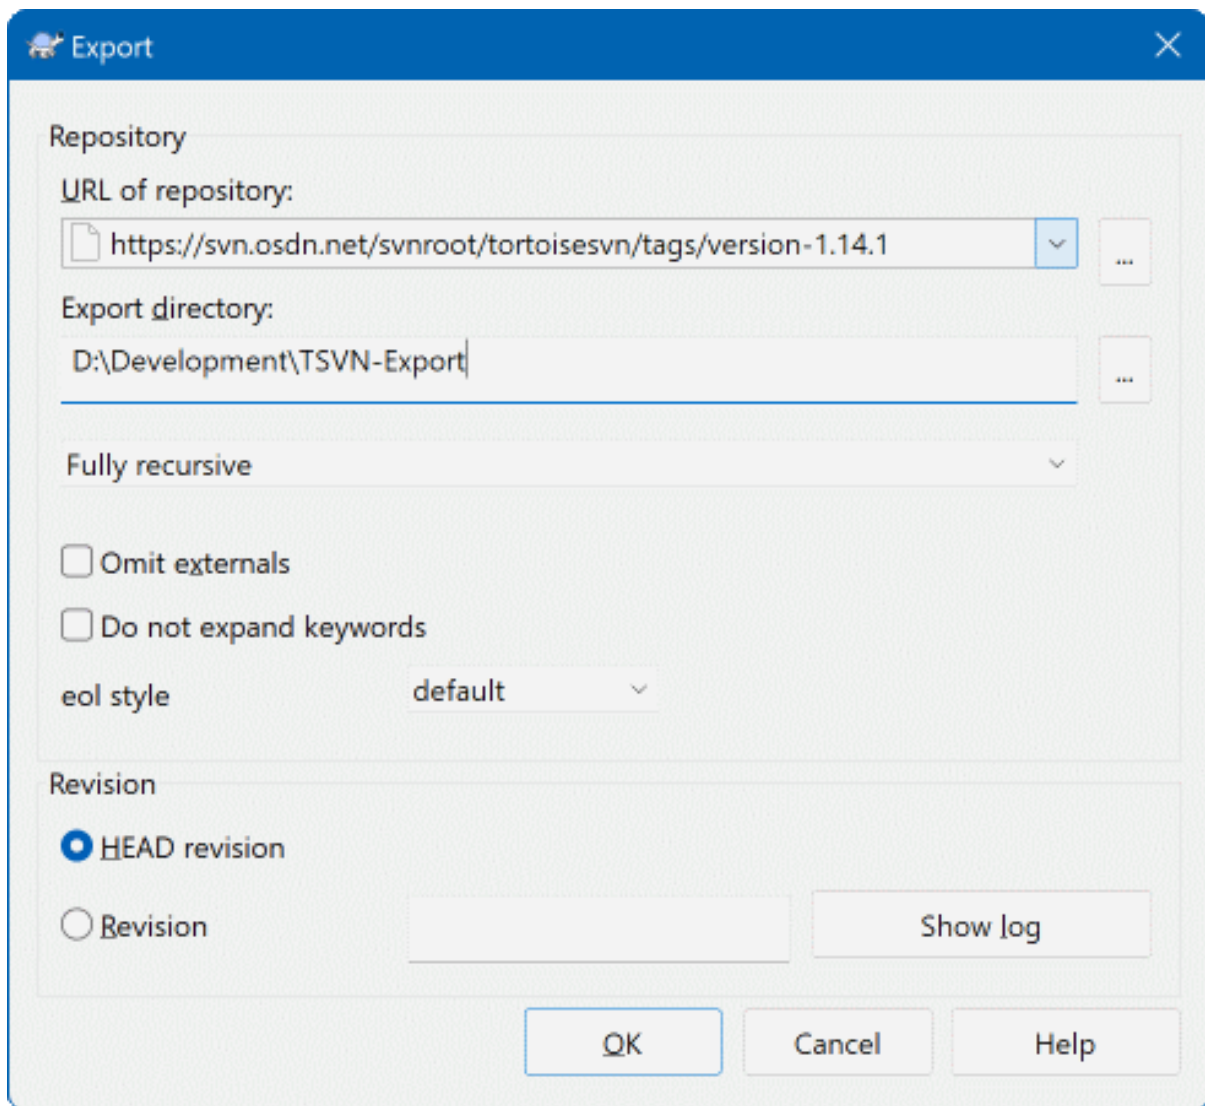 Export
Repository
URL of repository:
https://svn.osdn.net/svnroot/tortoisesvn/tags/version-1.14.1
...
Export directory:
D:\Development\TSVN-Export
...
Fully recursive
Omit externals
Do not expand keywords
eol style default
Revision
HEAD revision
Revision Show log
OK Cancel Help